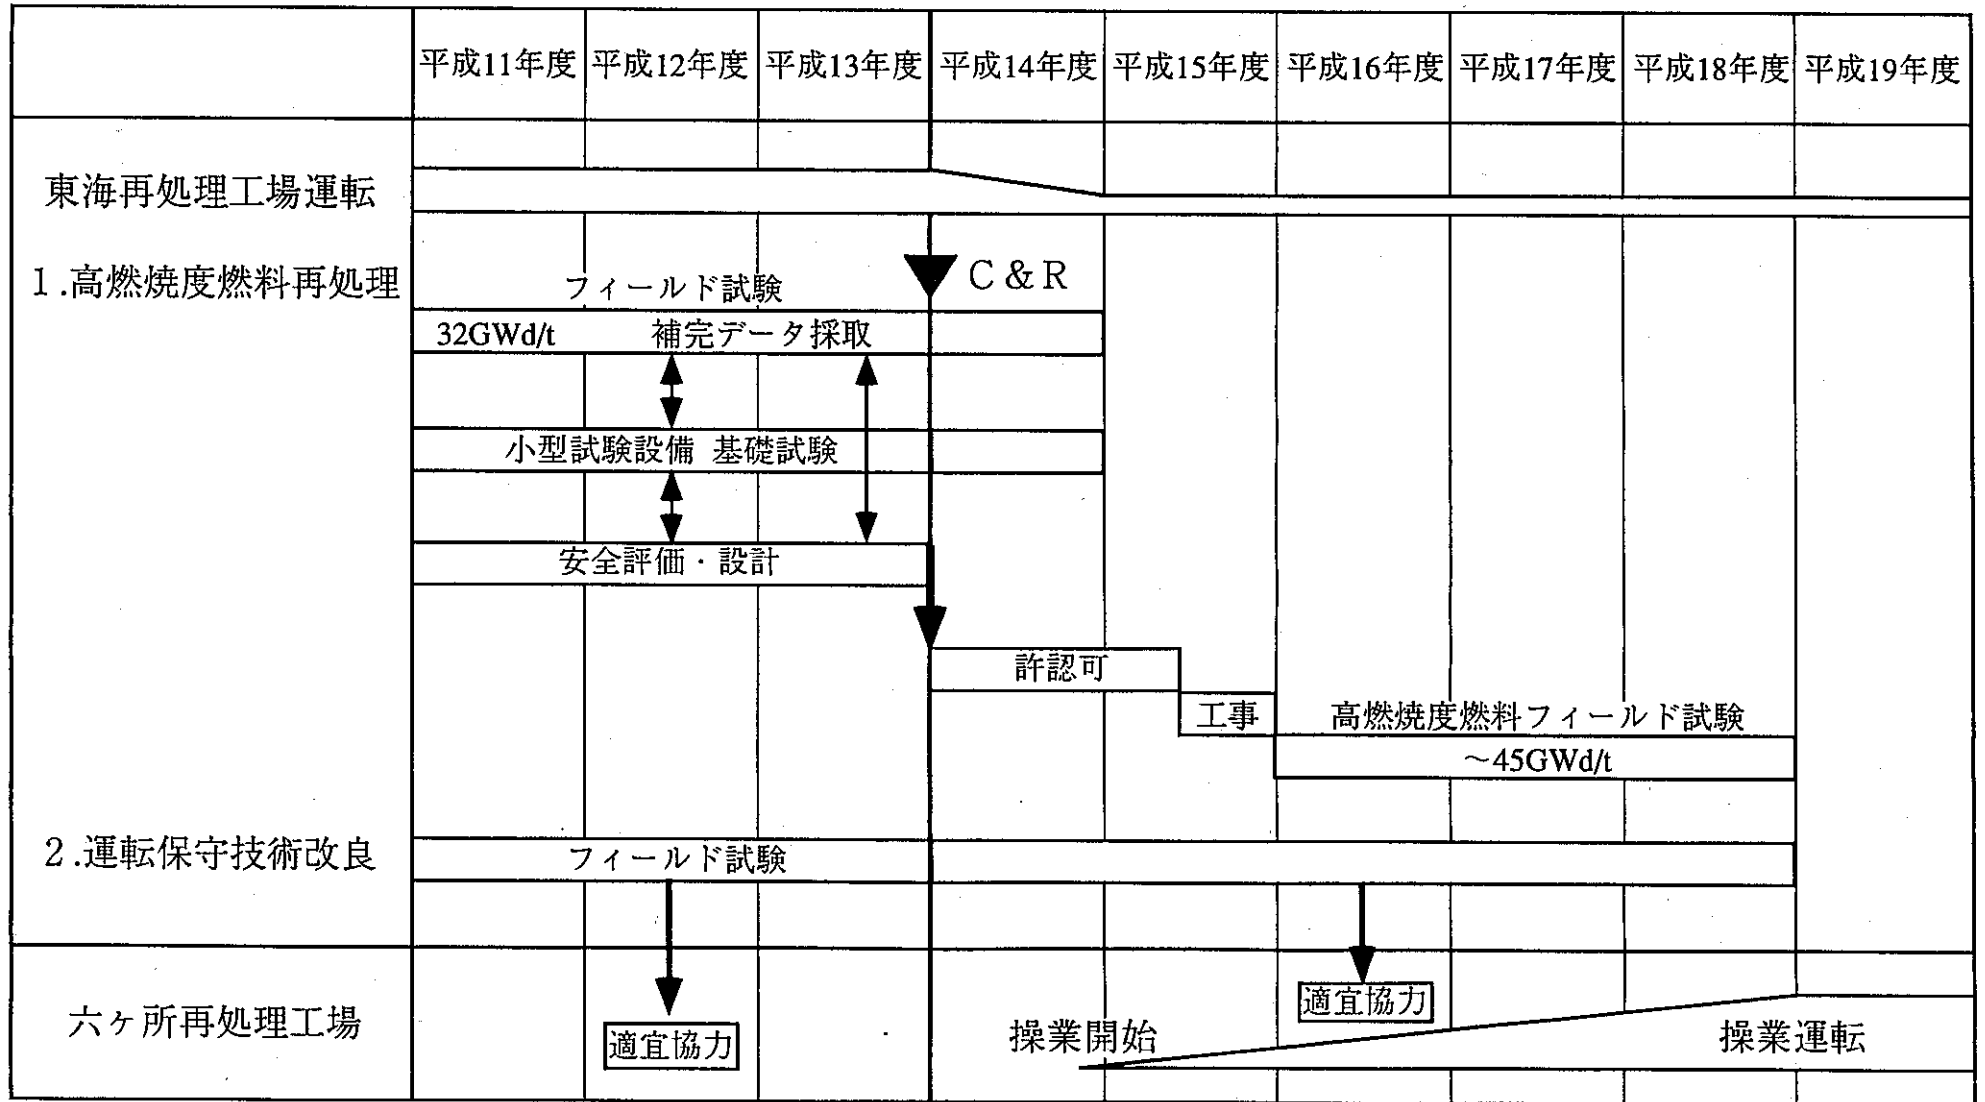 平成11年度 平成12年度 平成13年度 平成14年度 平成15年度 平成16年度 平成17年度 平成18年度 平成19年度
東海再処理工場運転
1.高燃焼度燃料再処理
フィールド試験
C&R
32GWd/t 補完データ採取
小型試験設備 基礎試験
安全評価・設計
許認可
工事
高燃焼度燃料フィールド試験
～45GWd/t
2.運転保守技術改良
フィールド試験
六ヶ所再処理工場
適宜協力
操業開始
適宜協力
操業運転